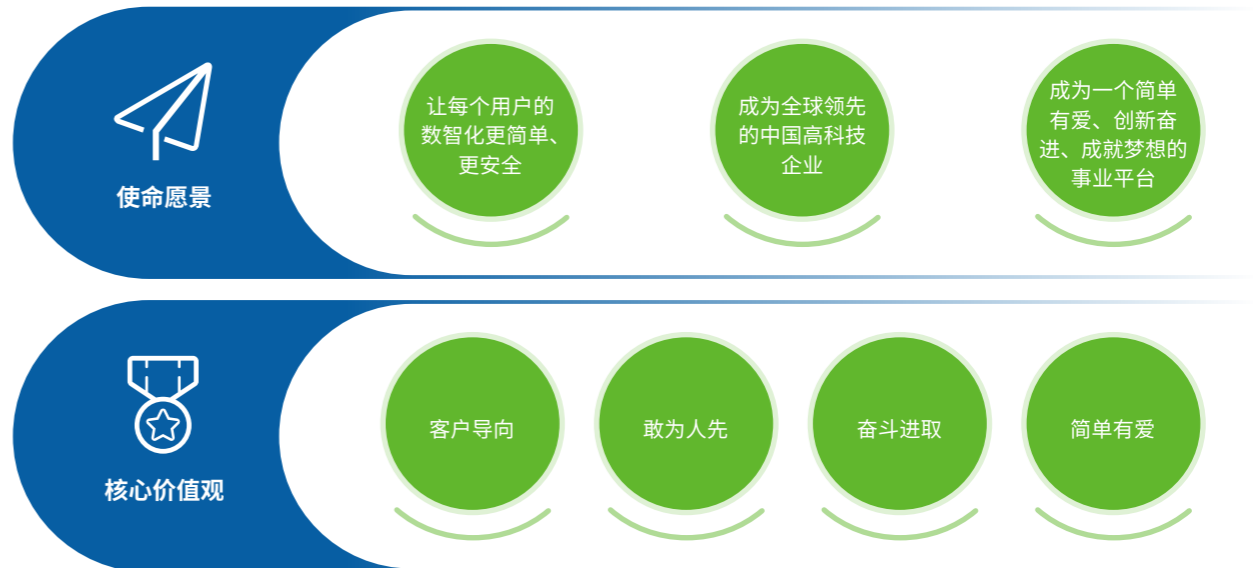 使命愿景
让每个用户的
数智化更简单、
更安全
成为全球领先
的中国高科技
企业
成为一个简单
有爱、创新奋
进、成就梦想的
事业平台
核心价值观
客户导向
敢为人先
奋斗进取
简单有爱